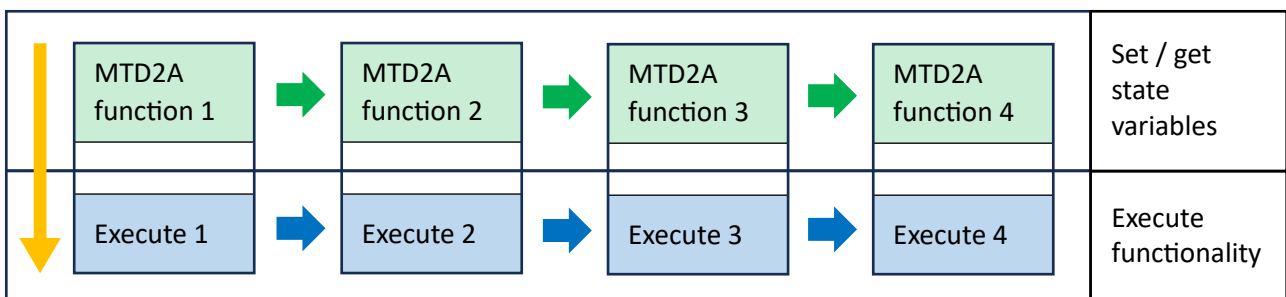 MTD2A
function 1
MTD2A
function 2
MTD2A
function 3
MTD2A
function 4
Set / get
state
variables
Execute 1
Execute 2
Execute 3
Execute 4
Execute
functionality